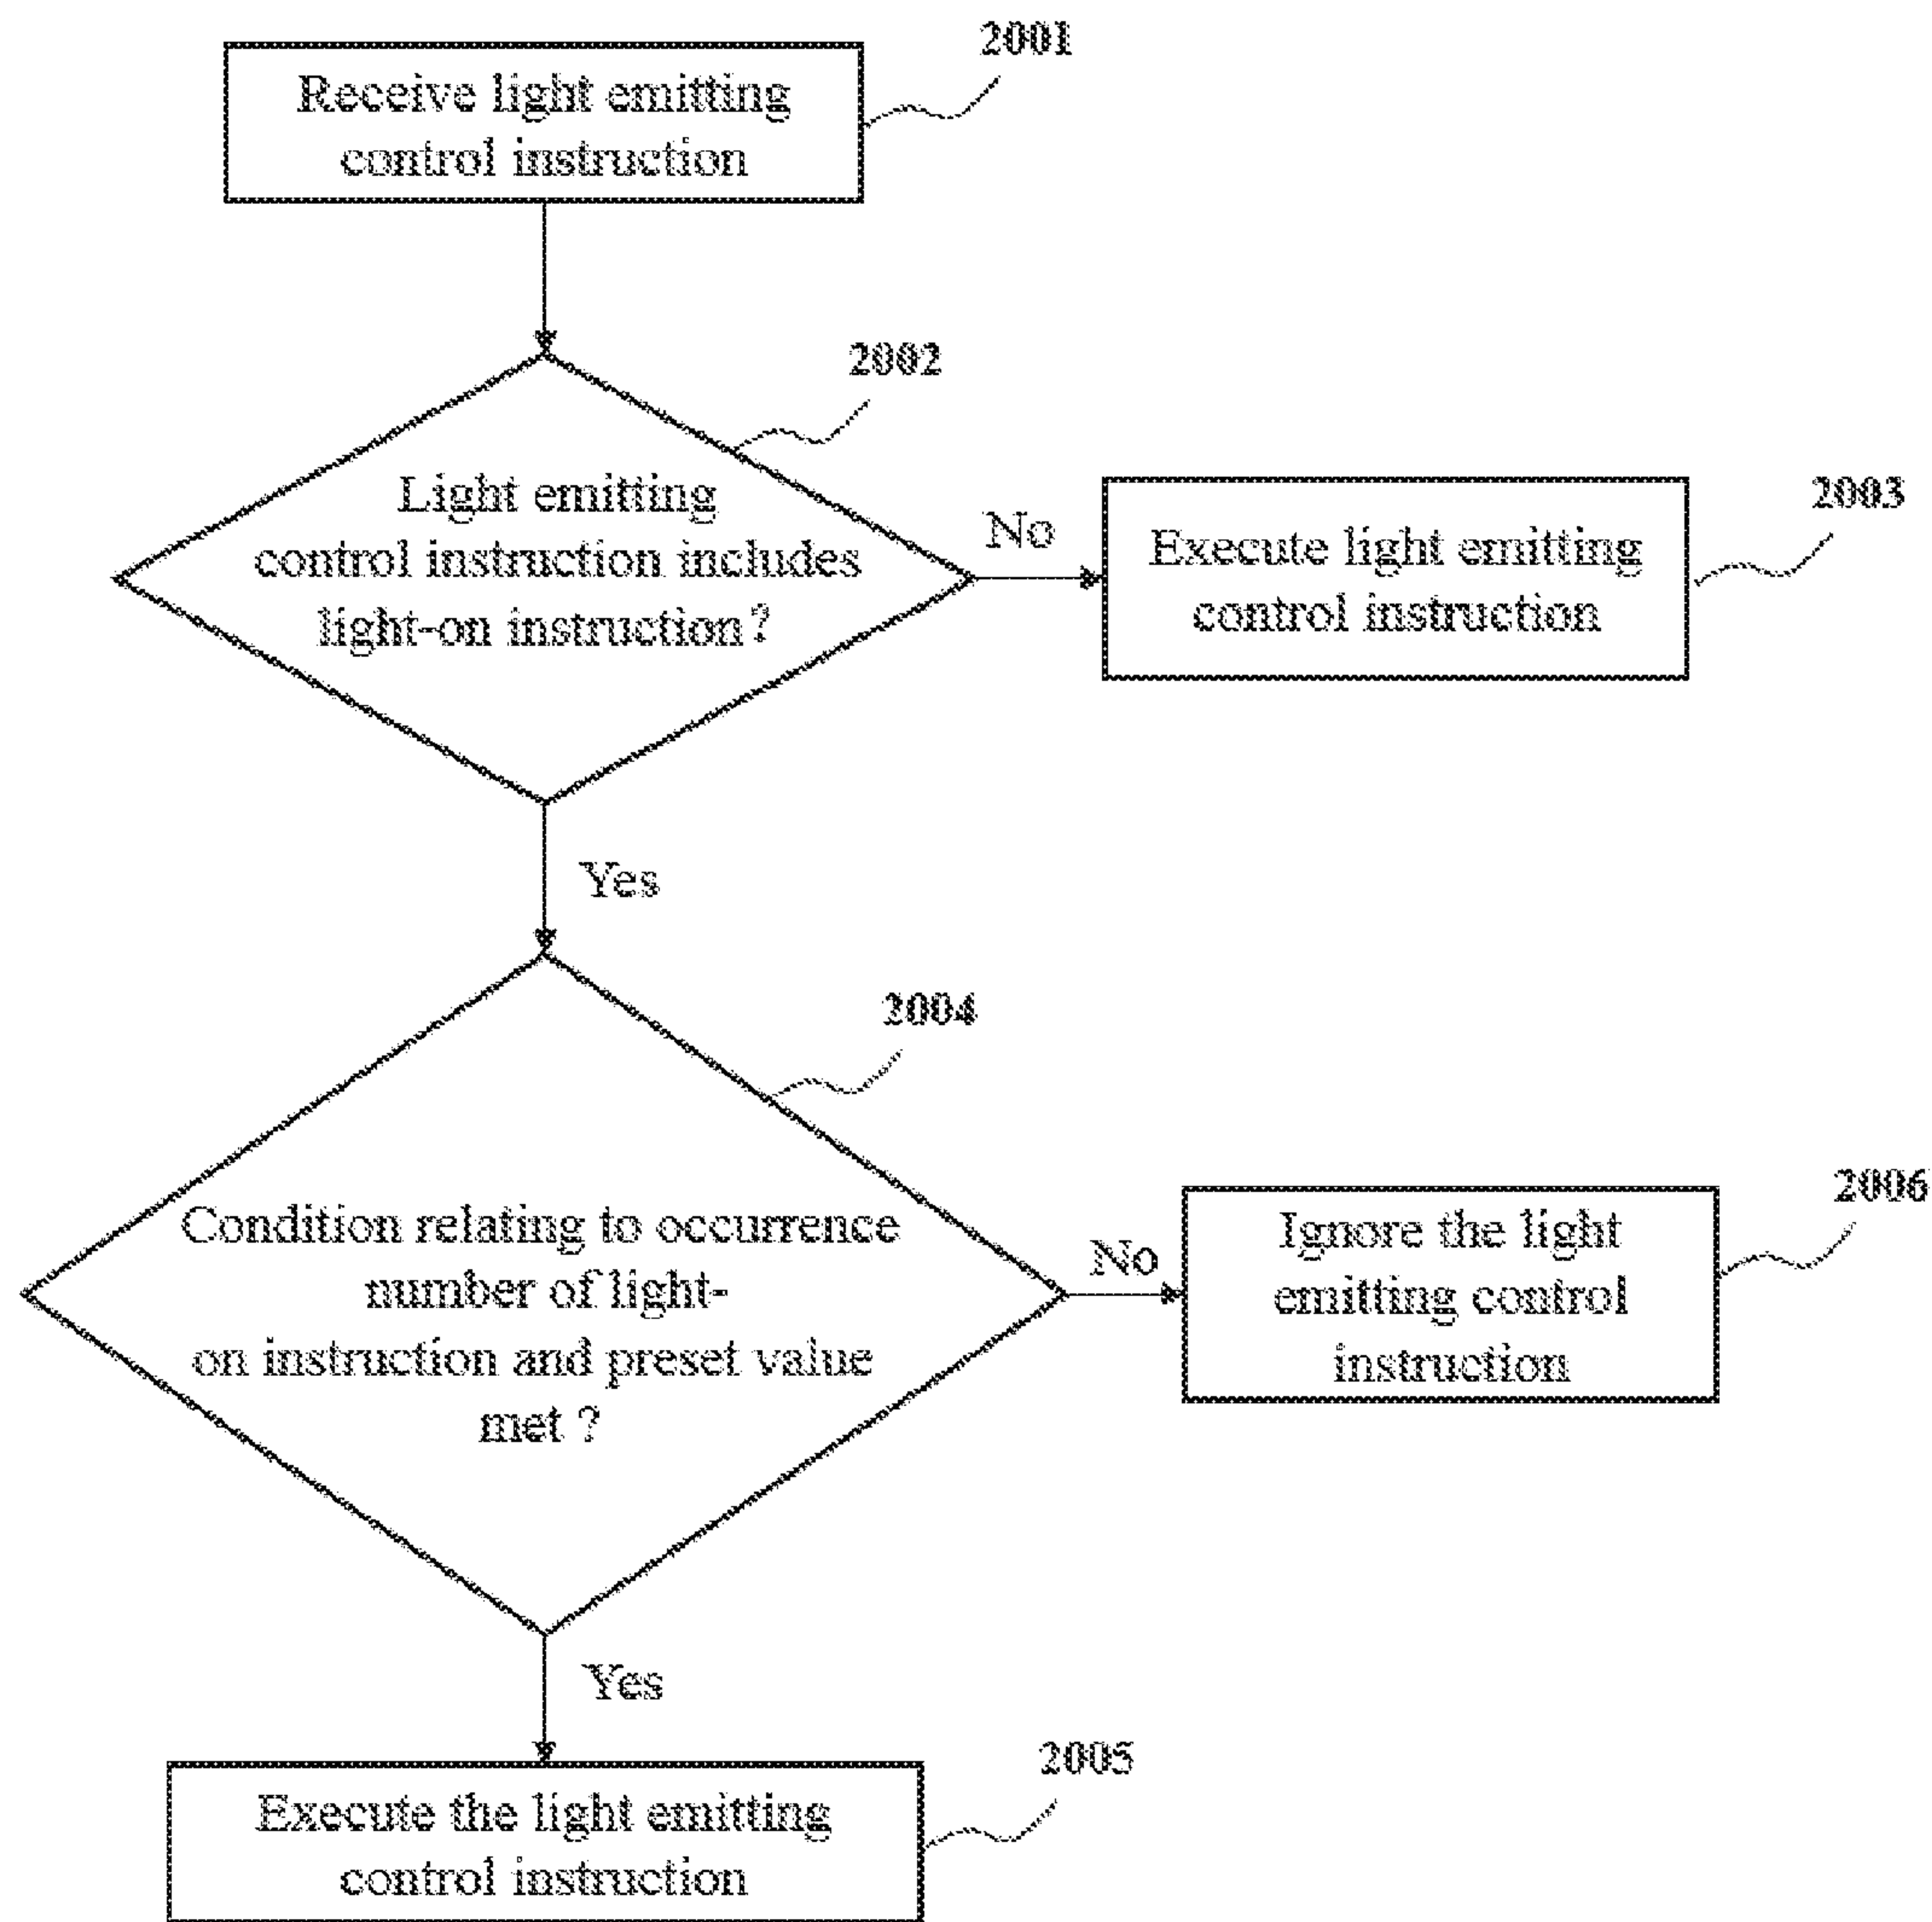 2001
Receive light emitting
control instruction
2002
Light emitting
control instruction includes
light-on instruction?
No
2003
Execute light emitting
control instruction
Yes
2004
Condition relating to occurrence
number of light-
on instruction and preset value
met ?
No
2006
Ignore the light
emitting control
instruction
Yes
2005
Execute the light emitting
control instruction